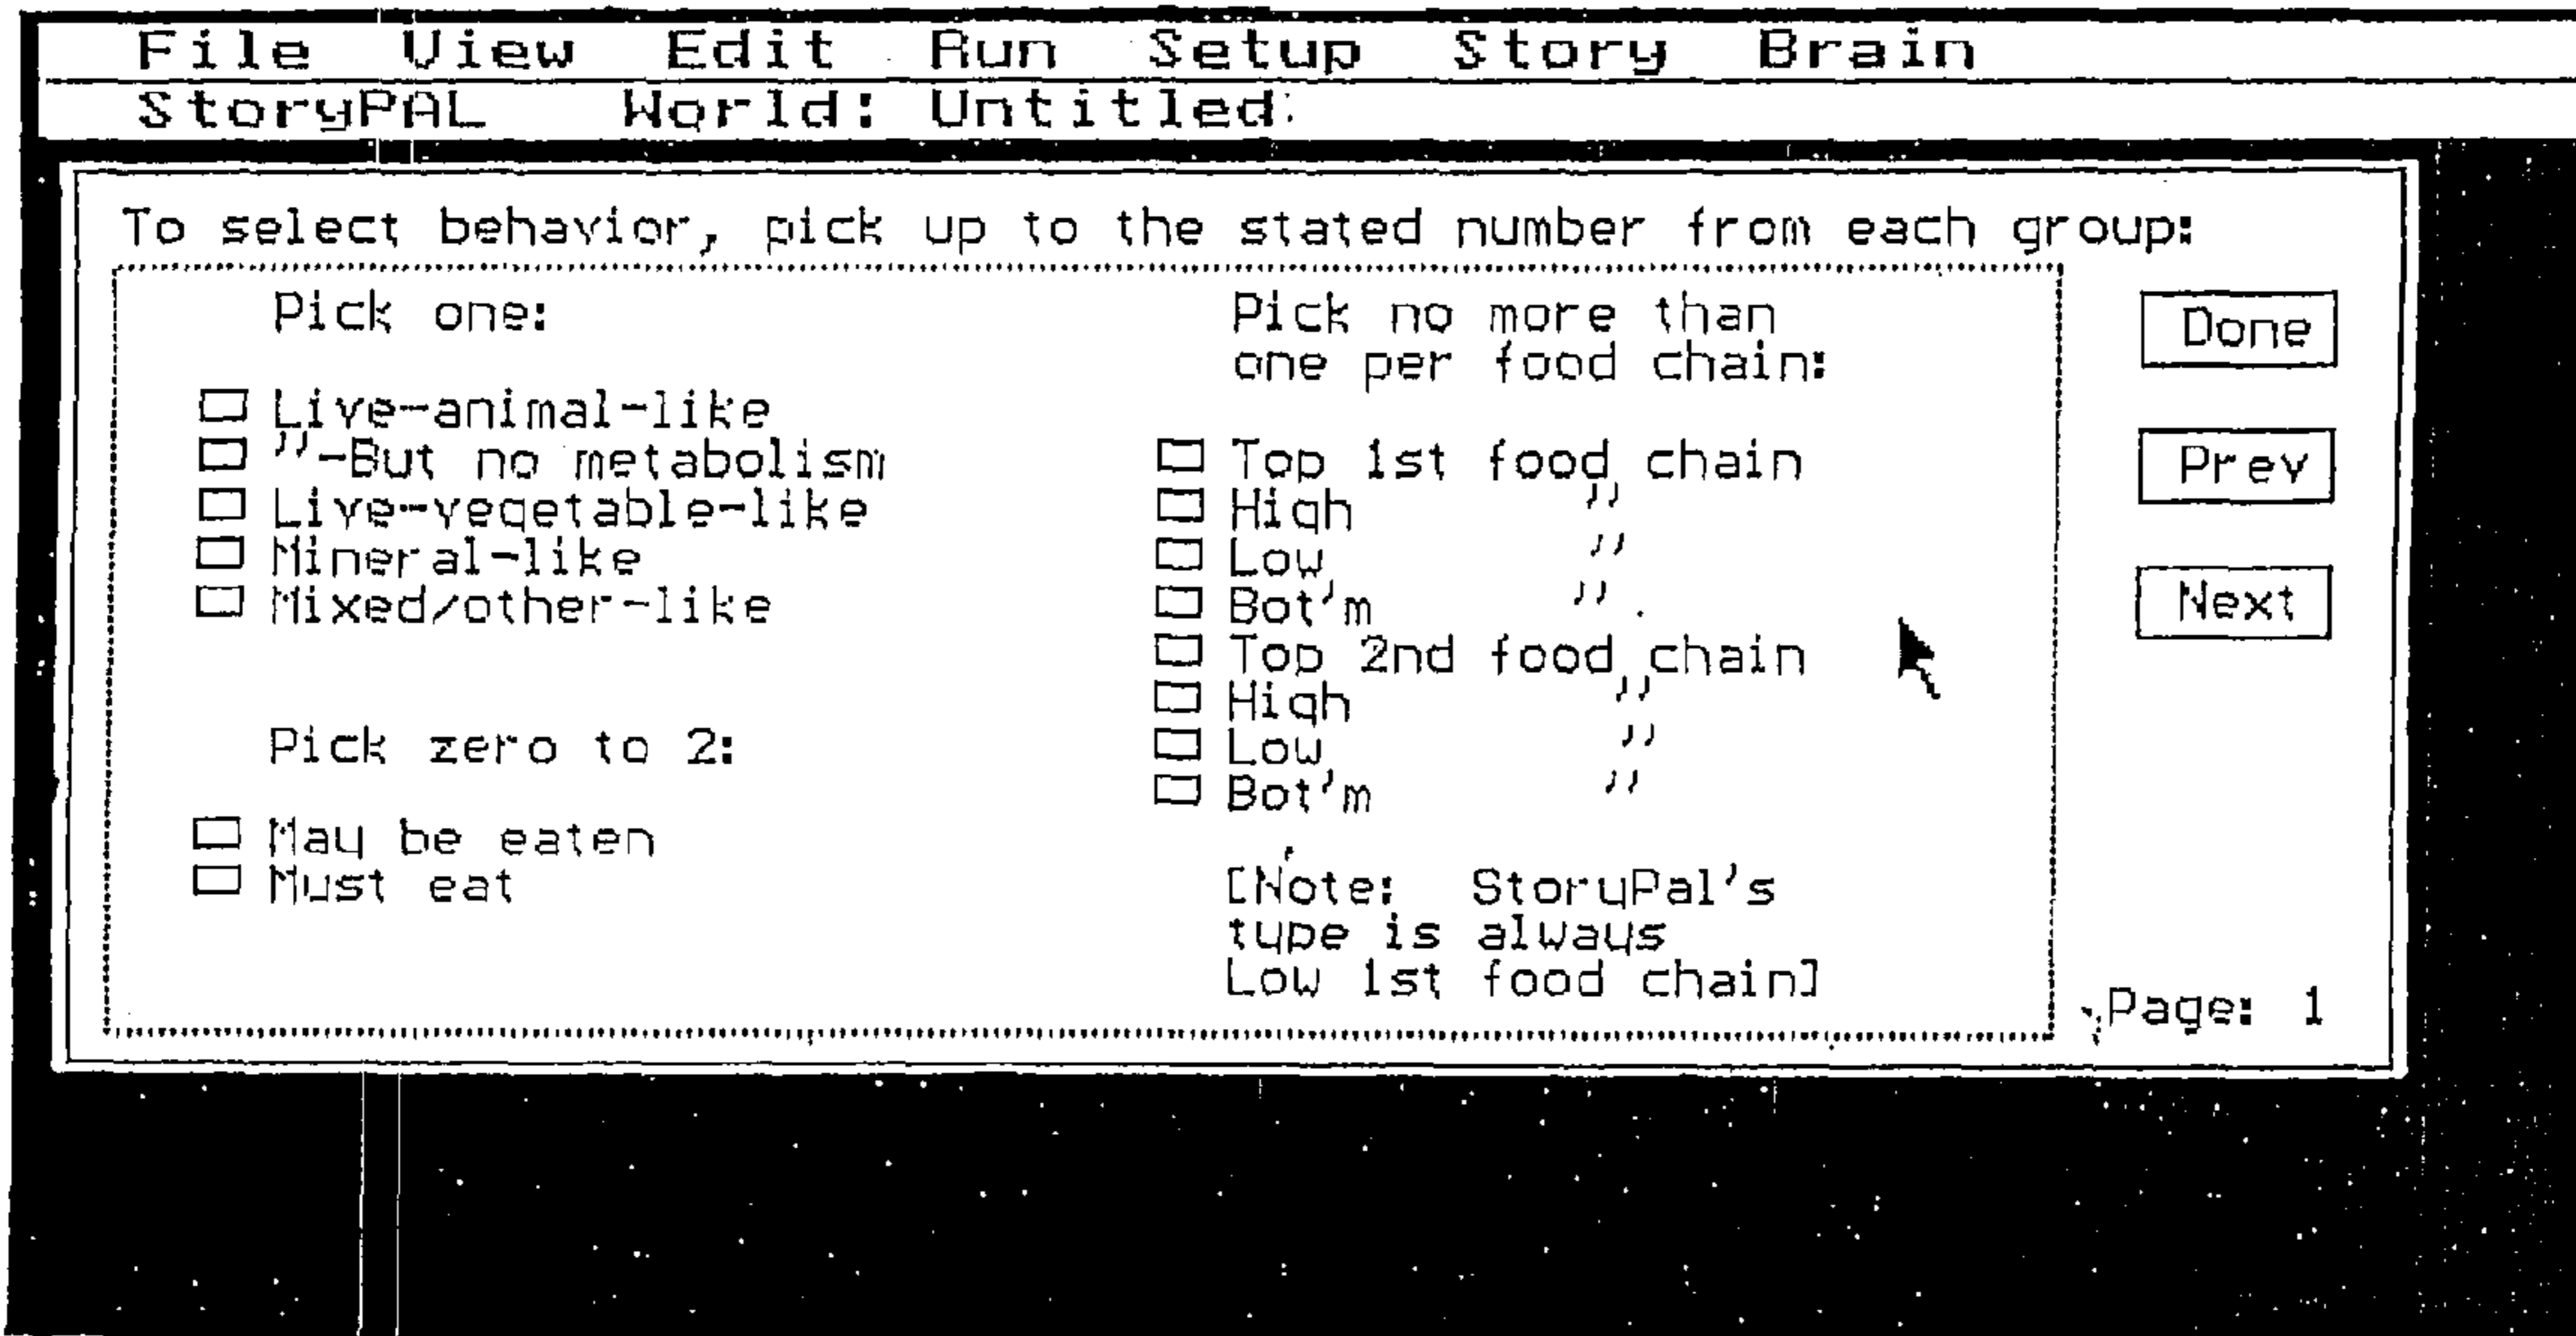 File View Edit Run Setup Story Brain
StoryPAL World: Untitled
To select behavior, pick up to the stated number from each group:
Pick one:
Live-animal-like
"-But no metabolism
Live-vegetable-like
Mineral-like
Mixed/other-like
Pick zero to 2:
May be eaten
Must eat
Pick no more than
one per food chain:
Top 1st food chain
High "
Low "
Bot'm "
Top 2nd food chain
High "
Low "
Bot'm "
[Note: StoryPal's
type is always
Low 1st food chain]
Done
Prev
Next
Page: 1